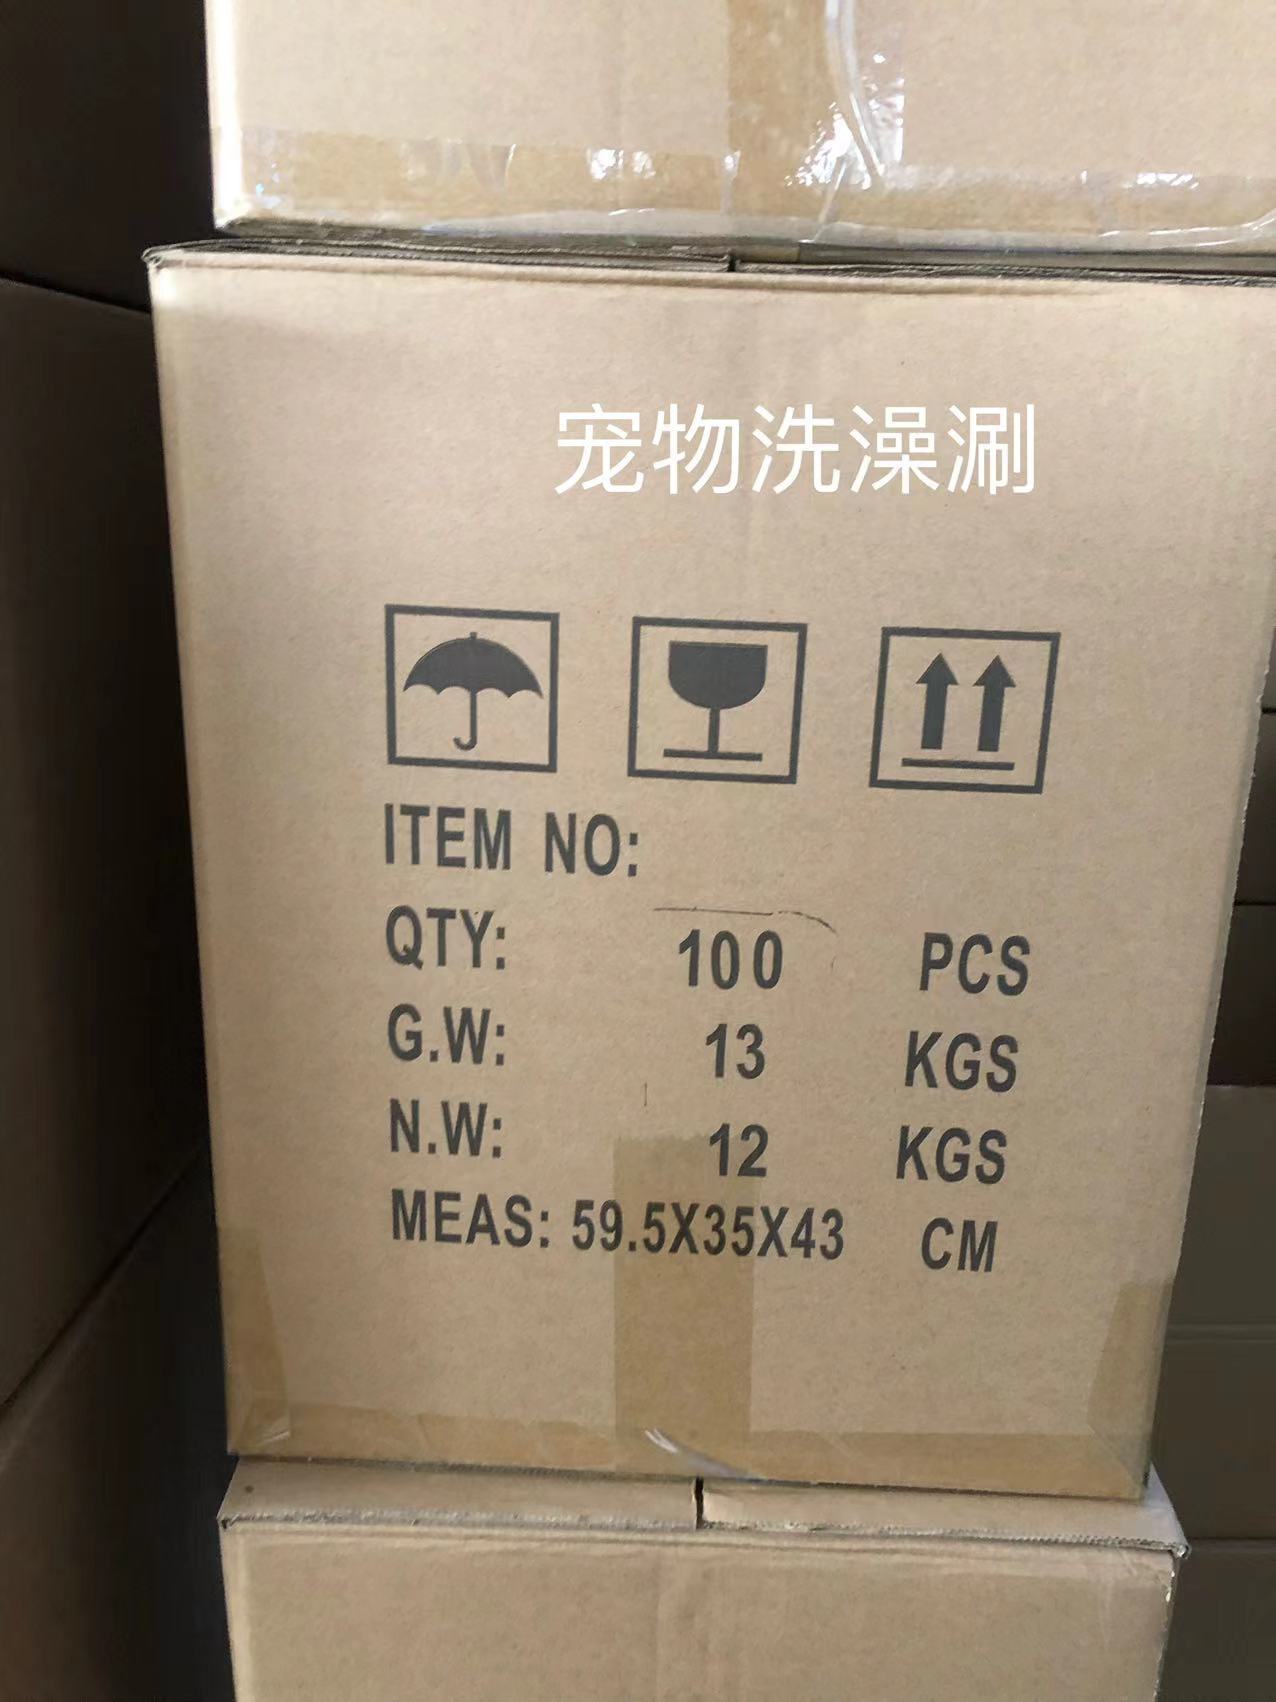 宠物洗澡涮
ITEM NO:
QTY: 100 PCS
G.W: 13 KGS
N.W: 12 KGS
MEAS: 59.5X35X43 CM